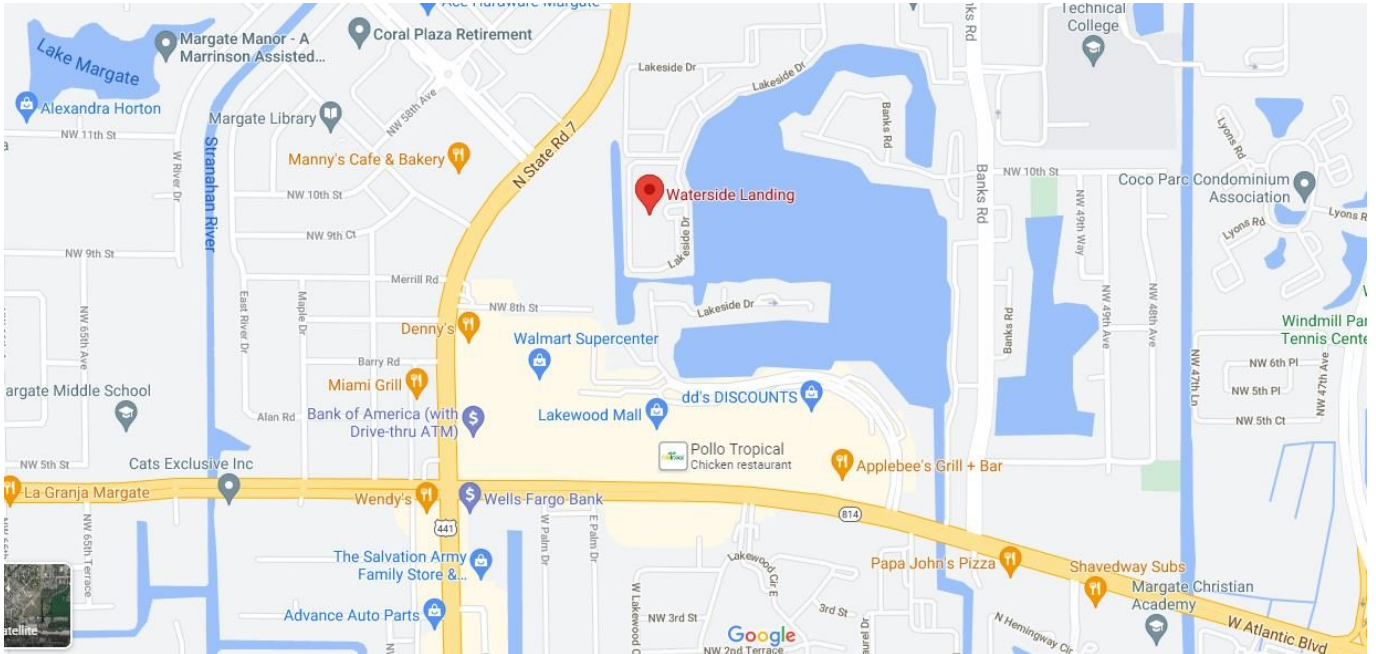 Ace Hardware Margate
Technical
College
Lake Margate
Margate Manor - A
Marrinson Assisted...
Coral Plaza Retirement
Lakeside Dr
Lakeside Dr
Banks Rd
Alexandra Horton
NW 11th St
Margate Library
NW 58th Ave
N State Rd 7
Banks Rd
Lyons Rd
Stranahan River
W River Dr
Manny's Cafe & Bakery
NW 10th St
Waterside Landing
Banks Rd
NW 10th St
Coco Parc Condominium
Association
Lyons Rd
Lyons R
NW 9th Ct
NW 9th St
Lakeside Dr
NW 49th Way
Merrill Rd
East River Dr
Maple Dr
NW 8th St
Lakeside Dr
NW 65th Ave
Denny's
Walmart Supercenter
Banks Rd
NW 49th Ave
NW 48th Ave
Windmill Par
Tennis Cente
Barry Rd
NW 47th Ln
NW 6th Pl
NW 47th Ave
Miami Grill
argate Middle School
dd's DISCOUNTS
NW 5th Pl
Alan Rd
Bank of America (with
Drive-thru ATM)
Lakewood Mall
NW 5th Ct
Pollo Tropical
Chicken restaurant
NW 5th St
Cats Exclusive Inc
Applebee's Grill + Bar
La Granja Margate
Wendy's
Wells Fargo Bank
441
814
NW 65th Terrace
W Palm Dr
E Palm Dr
The Salvation Army
Family Store &...
Lakewood Cir E
Papa John's Pizza
Shavedway Subs
Margate Christian
Academy
Advance Auto Parts
W Lakewood C
NW 3rd St
3rd St
Laurel Dr
N Hemingway Cir
W Atlantic Blvd
atellite
Google
NW 2nd Terrace